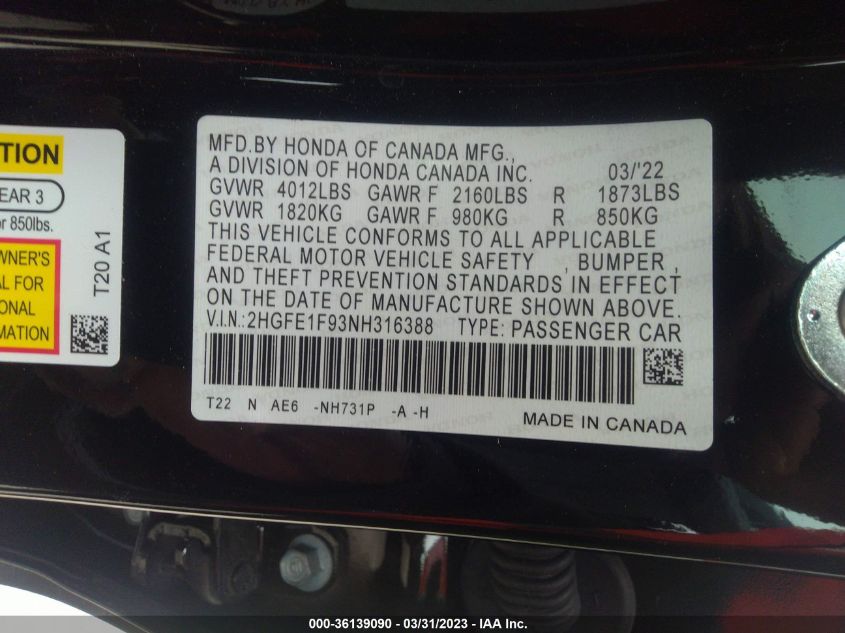 TION
EAR 3
r 850lbs.
WNER'S
AL FOR
ONAL
MATION
T20 A1
MFD.BY HONDA OF CANADA MFG.,
A DIVISION OF HONDA CANADA INC. 03/'22
GVWR 4012LBS GAWR F 2160LBS R 1873LBS
GVWR 1820KG GAWR F 980KG R 850KG
THIS VEHICLE CONFORMS TO ALL APPLICABLE
FEDERAL MOTOR VEHICLE SAFETY , BUMPER ,
AND THEFT PREVENTION STANDARDS IN EFFECT
ON THE DATE OF MANUFACTURE SHOWN ABOVE.
V.I.N.:2HGFE1F93NH316388 TYPE: PASSENGER CAR
T22 N AE6 -NH731P -A -H
MADE IN CANADA
000-36139090 - 03/31/2023 - IAA Inc.